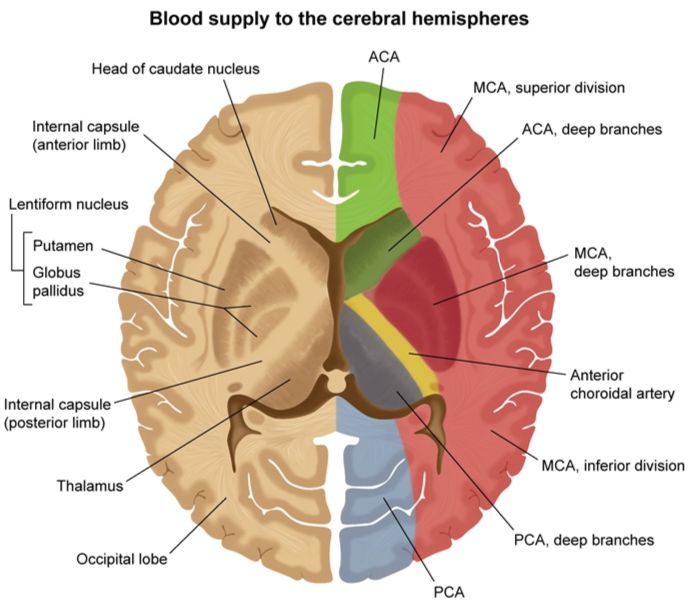 Blood supply to the cerebral hemispheres
ACA
Head of caudate nucleus
MCA, superior division
Internal capsule
(anterior limb)
ACA, deep branches
Lentiform nucleus
Putamen
Globus
pallidus
MCA,
deep branches
Anterior
choroidal artery
Internal capsule
(posterior limb)
MCA, inferior division
Thalamus
PCA, deep branches
Occipital lobe
PCA